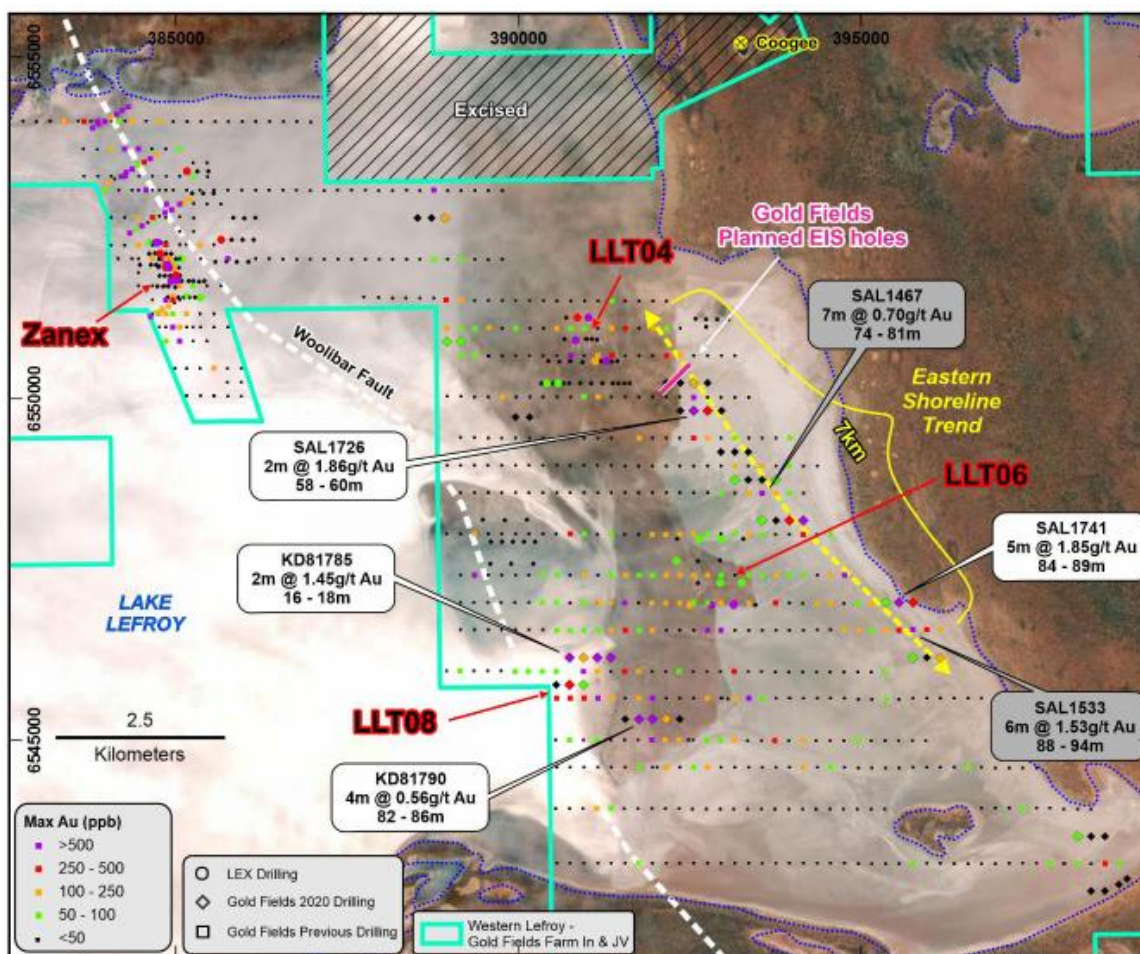 385000
390000
395000
6555000
Coogee
Excised
Gold Fields
Planned EIS holes
LLT04
SAL1467
7m @ 0.70g/t Au
74 - 81m
Zanex
Woolibar Fault
6550000
Eastern
Shoreline
Trend
7km
SAL1726
2m @ 1.86g/t Au
58 - 60m
LLT06
SAL1741
5m @ 1.85g/t Au
84 - 89m
KD81785
2m @ 1.45g/t Au
16 - 18m
LAKE
LEFROY
LLT08
SAL1533
6m @ 1.53g/t Au
88 - 94m
2.5
Kilometers
6545000
KD81790
4m @ 0.56g/t Au
82 - 86m
Max Au (ppb)
>500
250 - 500
100 - 250
50 - 100
<50
LEX Drilling
Gold Fields 2020 Drilling
Gold Fields Previous Drilling
Western Lefroy -
Gold Fields Farm In & JV